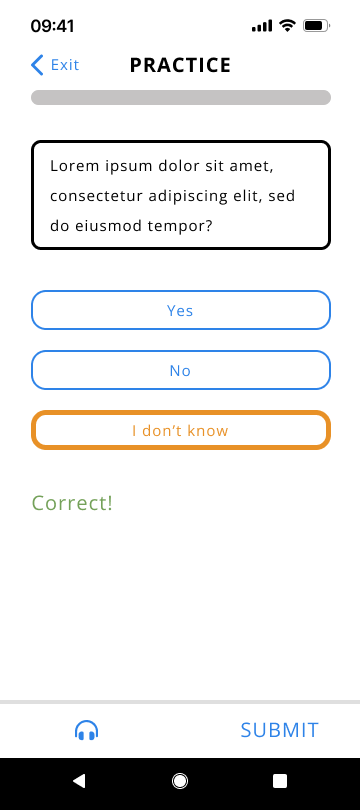 09:41
Exit
PRACTICE
Lorem ipsum dolor sit amet,
consectetur adipiscing elit, sed
do eiusmod tempor?
Yes
No
I don't know
Correct!
SUBMIT